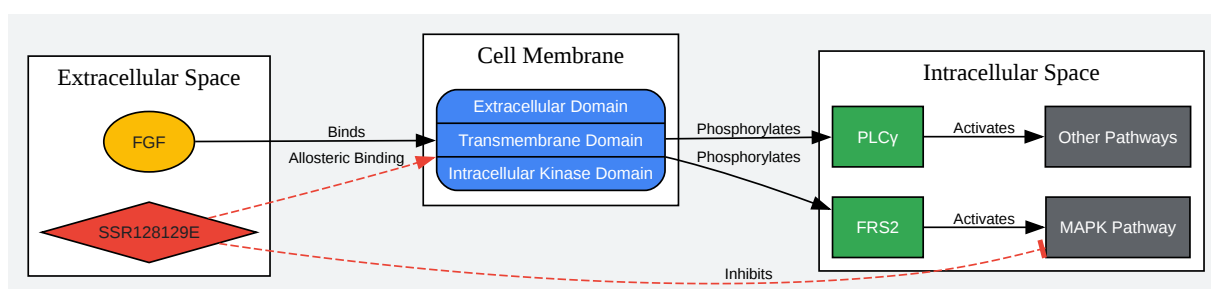 Extracellular Space
FGF
SSR128129E
Binds
Allosteric Binding
Cell Membrane
Extracellular Domain
Transmembrane Domain
Intracellular Kinase Domain
Phosphorylates
Phosphorylates
Intracellular Space
PLCγ
Activates
Other Pathways
FRS2
Activates
MAPK Pathway
Inhibits